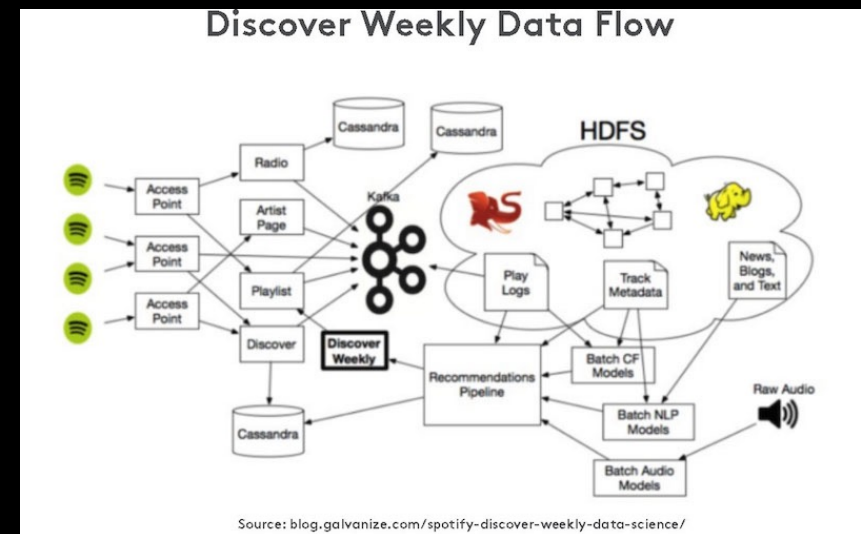 Discover Weekly Data Flow
Cassandra
Cassandra
HDFS
Radio
Access
Point
Kafka
Artist
Page
Access
Point
News,
Blogs,
and Text
Play
Logs
Track
Metadata
Playlist
Access
Point
Discover
Discover
Weekly
Batch CF
Models
Recommendations
Pipeline
Raw Audio
Batch NLP
Models
Cassandra
Batch Audio
Models
Source: blog.galvanize.com/spotify-discover-weekly-data-science/